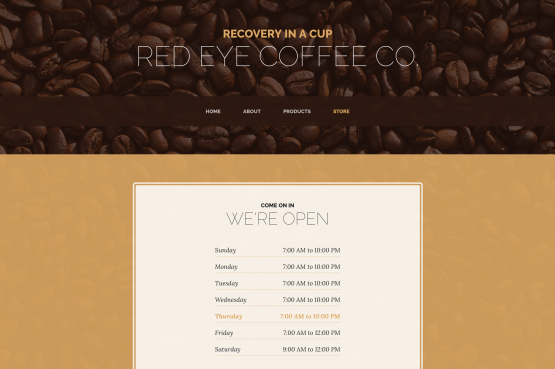 RECOVERY IN A CUP
RED EYE COFFEE CO.
HOME ABOUT PRODUCTS STORE
COME ON IN
WE'RE OPEN
Sunday 7:00 AM to 10:00 PM
Monday 7:00 AM to 10:00 PM
Tuesday 7:00 AM to 10:00 PM
Wednesday 7:00 AM to 10:00 PM
Thursday 7:00 AM to 10:00 PM
Friday 7:00 AM to 12:00 PM
Saturday 9:00 AM to 12:00 PM